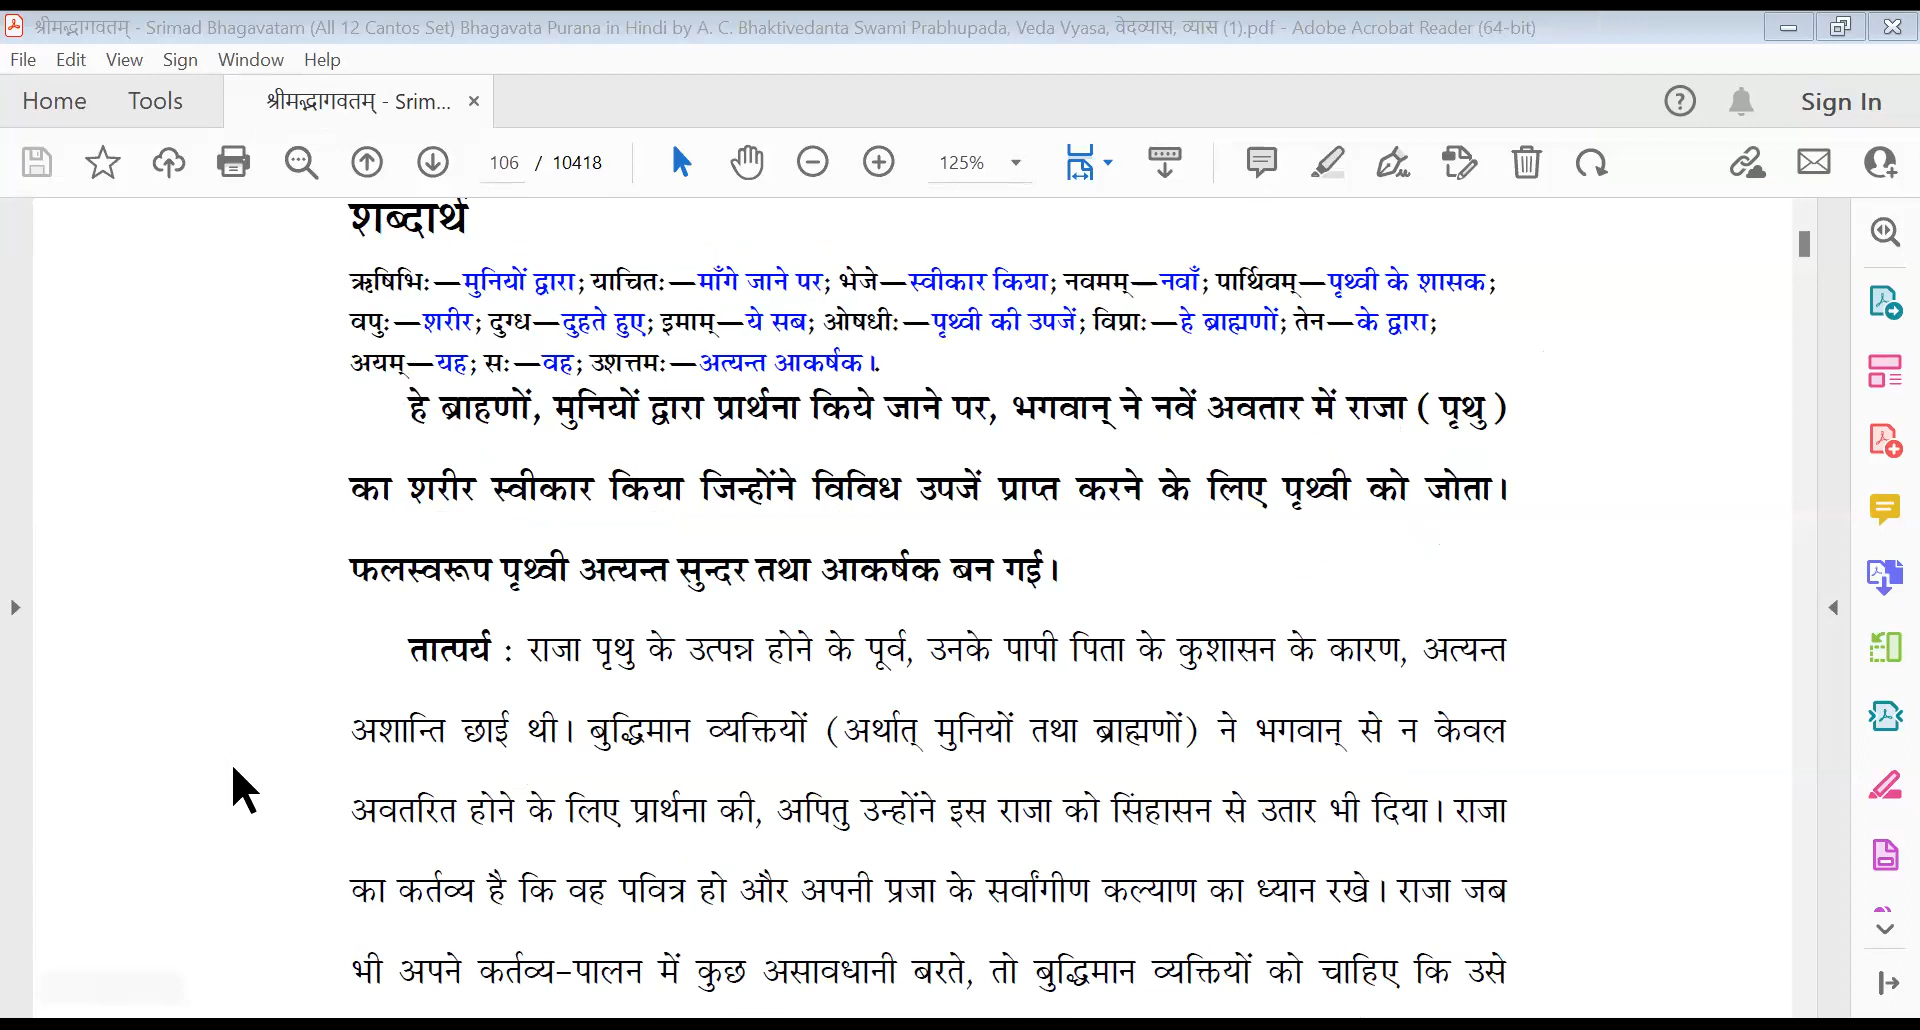 श्रीमद्भागवतम् - Srimad Bhagavatam (All 12 Cantos Set) Bhagavata Purana in Hindi by A. C. Bhaktivedanta Swami Prabhupada, Veda Vyasa, वेदव्यास, व्यास (1).pdf - Adobe Acrobat Reader (64-bit)
File Edit View Sign Window Help
Home Tools श्रीमद्भागवतम् - Srim... × Sign In
106 / 10418 125%
शब्दार्थ
ऋषिभिः—मुनियों द्वारा; याचितः—माँगे जाने पर; भेजे—स्वीकार किया; नवमम्—नवाँ; पार्थिवम्—पृथ्वी के शासक;
वपुः—शरीर; दुग्ध—दुहते हुए; इमाम्—ये सब; ओषधीः—पृथ्वी की उपजें; विप्राः—हे ब्राह्मणों; तेन—के द्वारा;
अयम्—यह; सः—वह; उशत्तमः—अत्यन्त आकर्षक।.
हे ब्राहणों, मुनियों द्वारा प्रार्थना किये जाने पर, भगवान् ने नवें अवतार में राजा ( पृथु )
का शरीर स्वीकार किया जिन्होंने विविध उपजें प्राप्त करने के लिए पृथ्वी को जोता।
फलस्वरूप पृथ्वी अत्यन्त सुन्दर तथा आकर्षक बन गई।
तात्पर्य : राजा पृथु के उत्पन्न होने के पूर्व, उनके पापी पिता के कुशासन के कारण, अत्यन्त
अशान्ति छाई थी। बुद्धिमान व्यक्तियों (अर्थात् मुनियों तथा ब्राह्मणों) ने भगवान् से न केवल
अवतरित होने के लिए प्रार्थना की, अपितु उन्होंने इस राजा को सिंहासन से उतार भी दिया। राजा
का कर्तव्य है कि वह पवित्र हो और अपनी प्रजा के सर्वांगीण कल्याण का ध्यान रखे। राजा जब
भी अपने कर्तव्य-पालन में कुछ असावधानी बरते, तो बुद्धिमान व्यक्तियों को चाहिए कि उसे